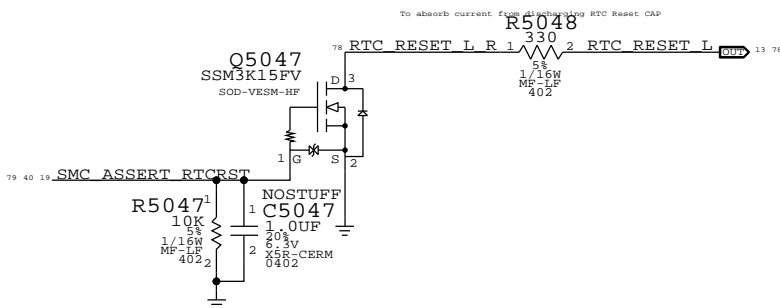 To absorb current from discharging RTC Reset CAP
R5048
330
78 RTC_RESET_L_R 1 2 RTC_RESET_L OUT 13 78
5%
1/16W
MF-LF
402
Q5047
SSM3K15FV
SOD-VESM-HF
D 3
1 G S 2
79 40 19 SMC_ASSERT_RTCRST
R5047 1
10K
5%
1/16W
MF-LF
402 2
NOSTUFF
1 C5047
1.0UF
20%
2 6.3V
X5R-CERM
0402